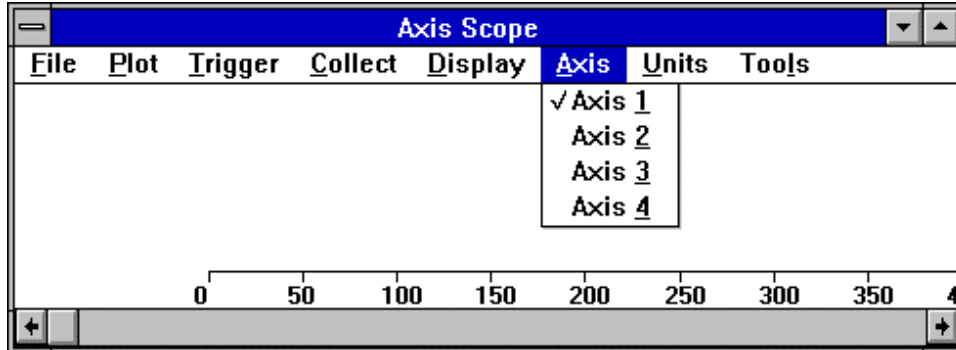 Axis Scope
File Plot Trigger Collect Display Axis Units Tools
✓ Axis 1
Axis 2
Axis 3
Axis 4
0 50 100 150 200 250 300 350